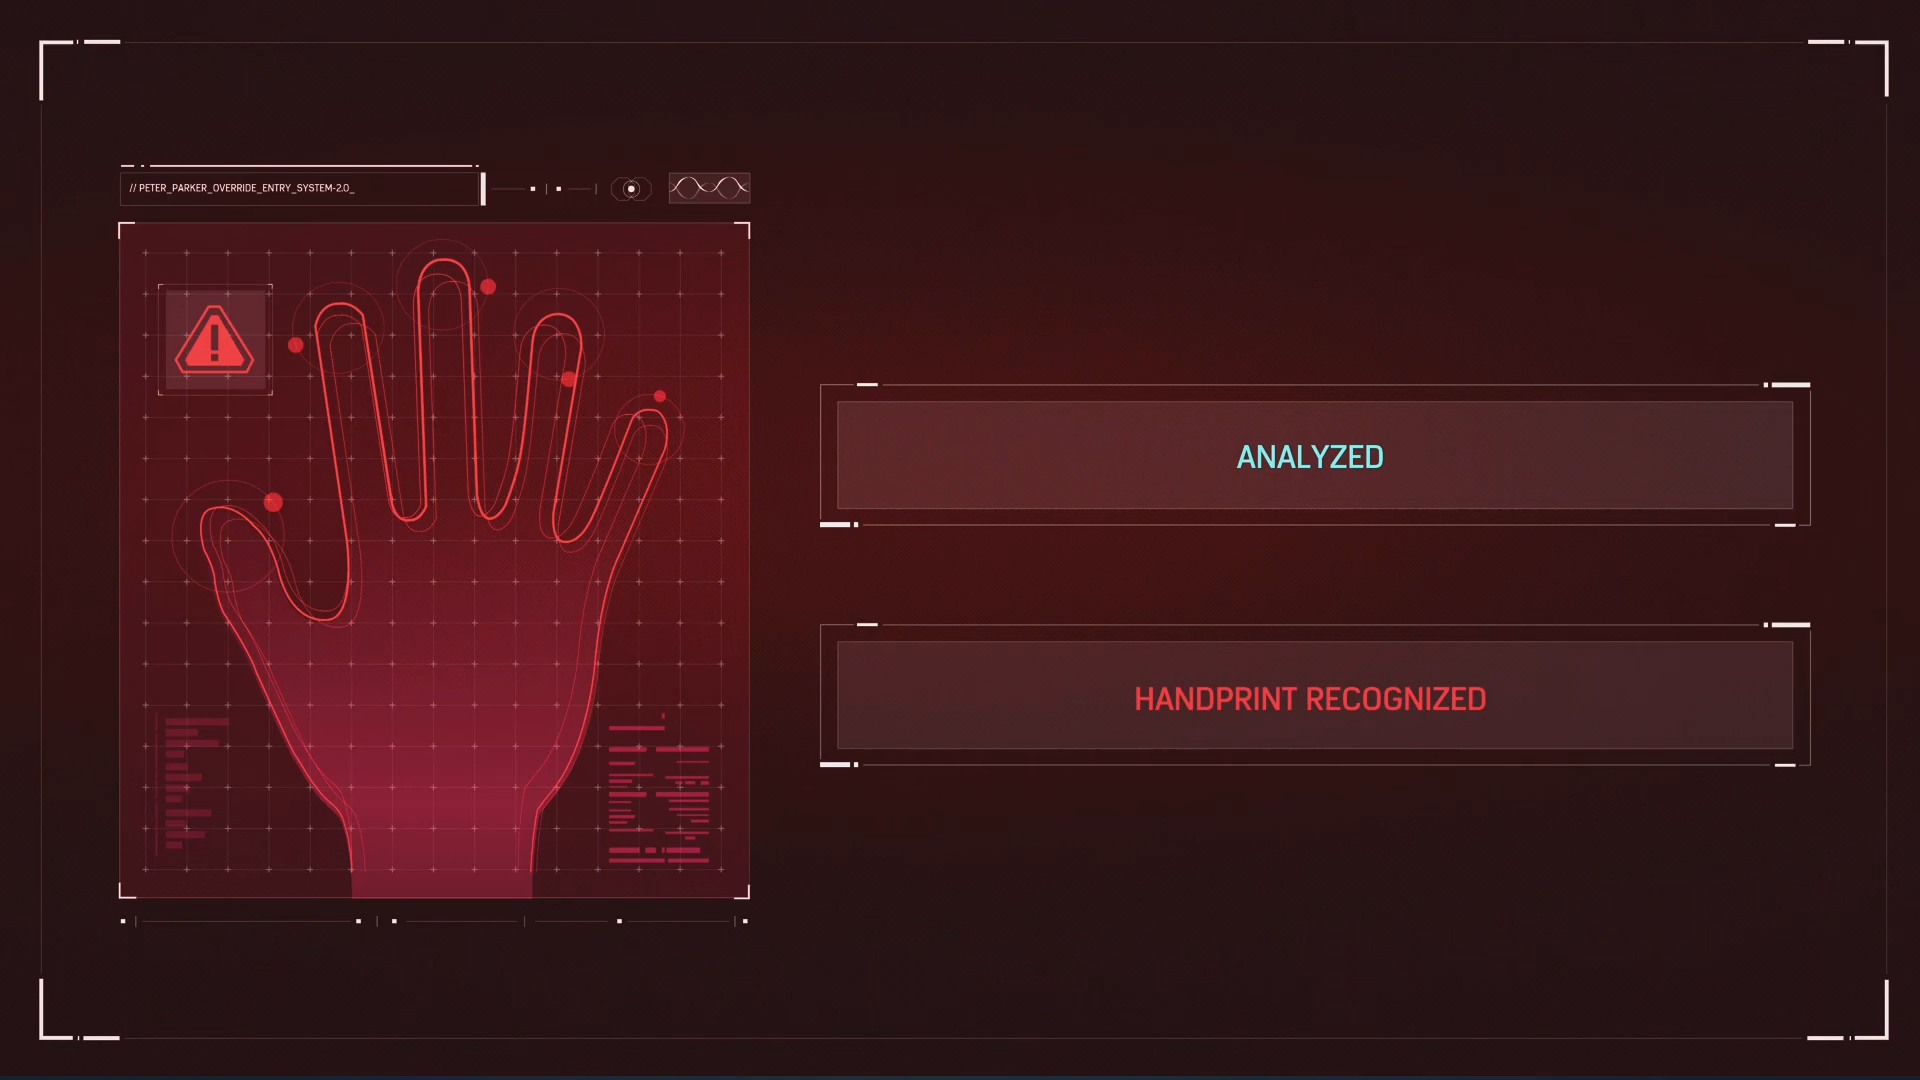 // PETER_PARKER_OVERRIDE_ENTRY_SYSTEM-2.0_
ANALYZED
HANDPRINT RECOGNIZED